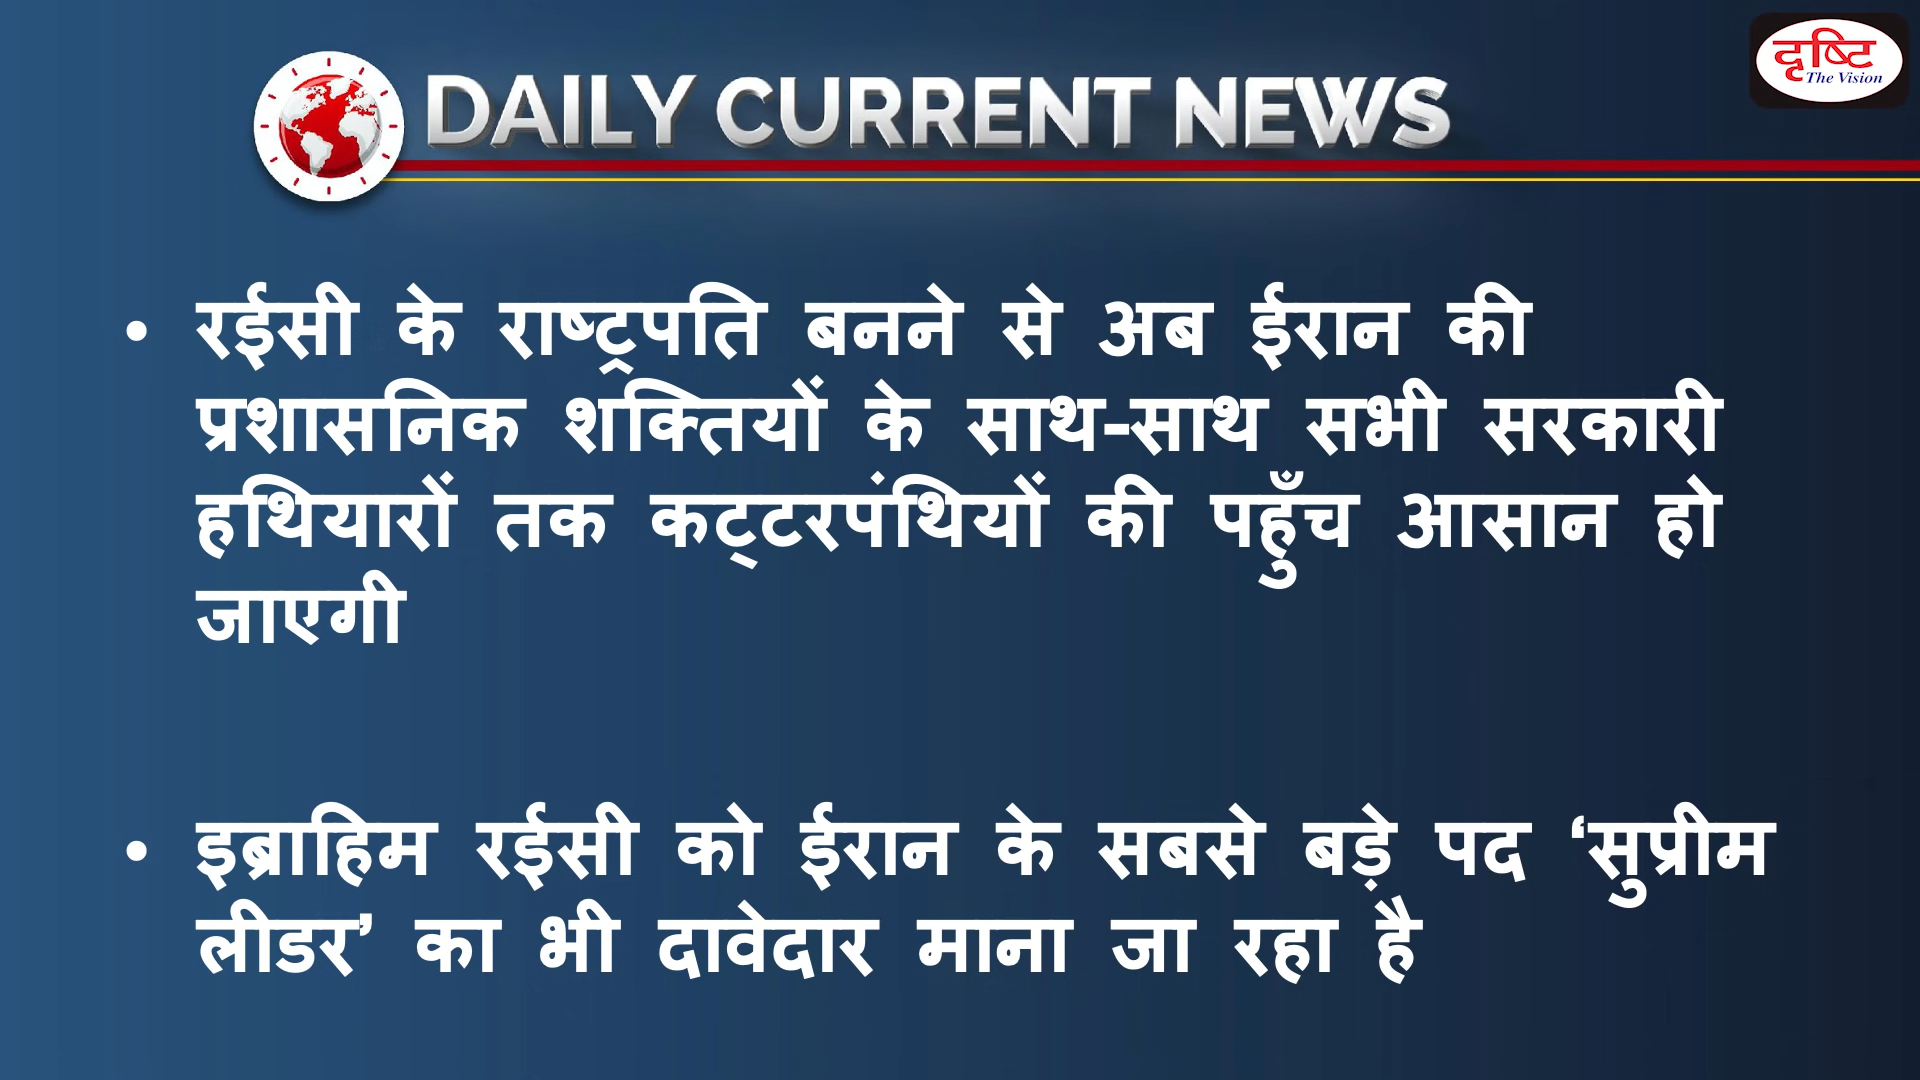 दृष्टि
The Vision
DAILY CURRENT NEWS
• रईसी के राष्ट्रपति बनने से अब ईरान की
प्रशासनिक शक्तियों के साथ-साथ सभी सरकारी
हथियारों तक कट्टरपंथियों की पहुँच आसान हो
जाएगी
• इब्राहिम रईसी को ईरान के सबसे बड़े पद ‘सुप्रीम
लीडर’ का भी दावेदार माना जा रहा है